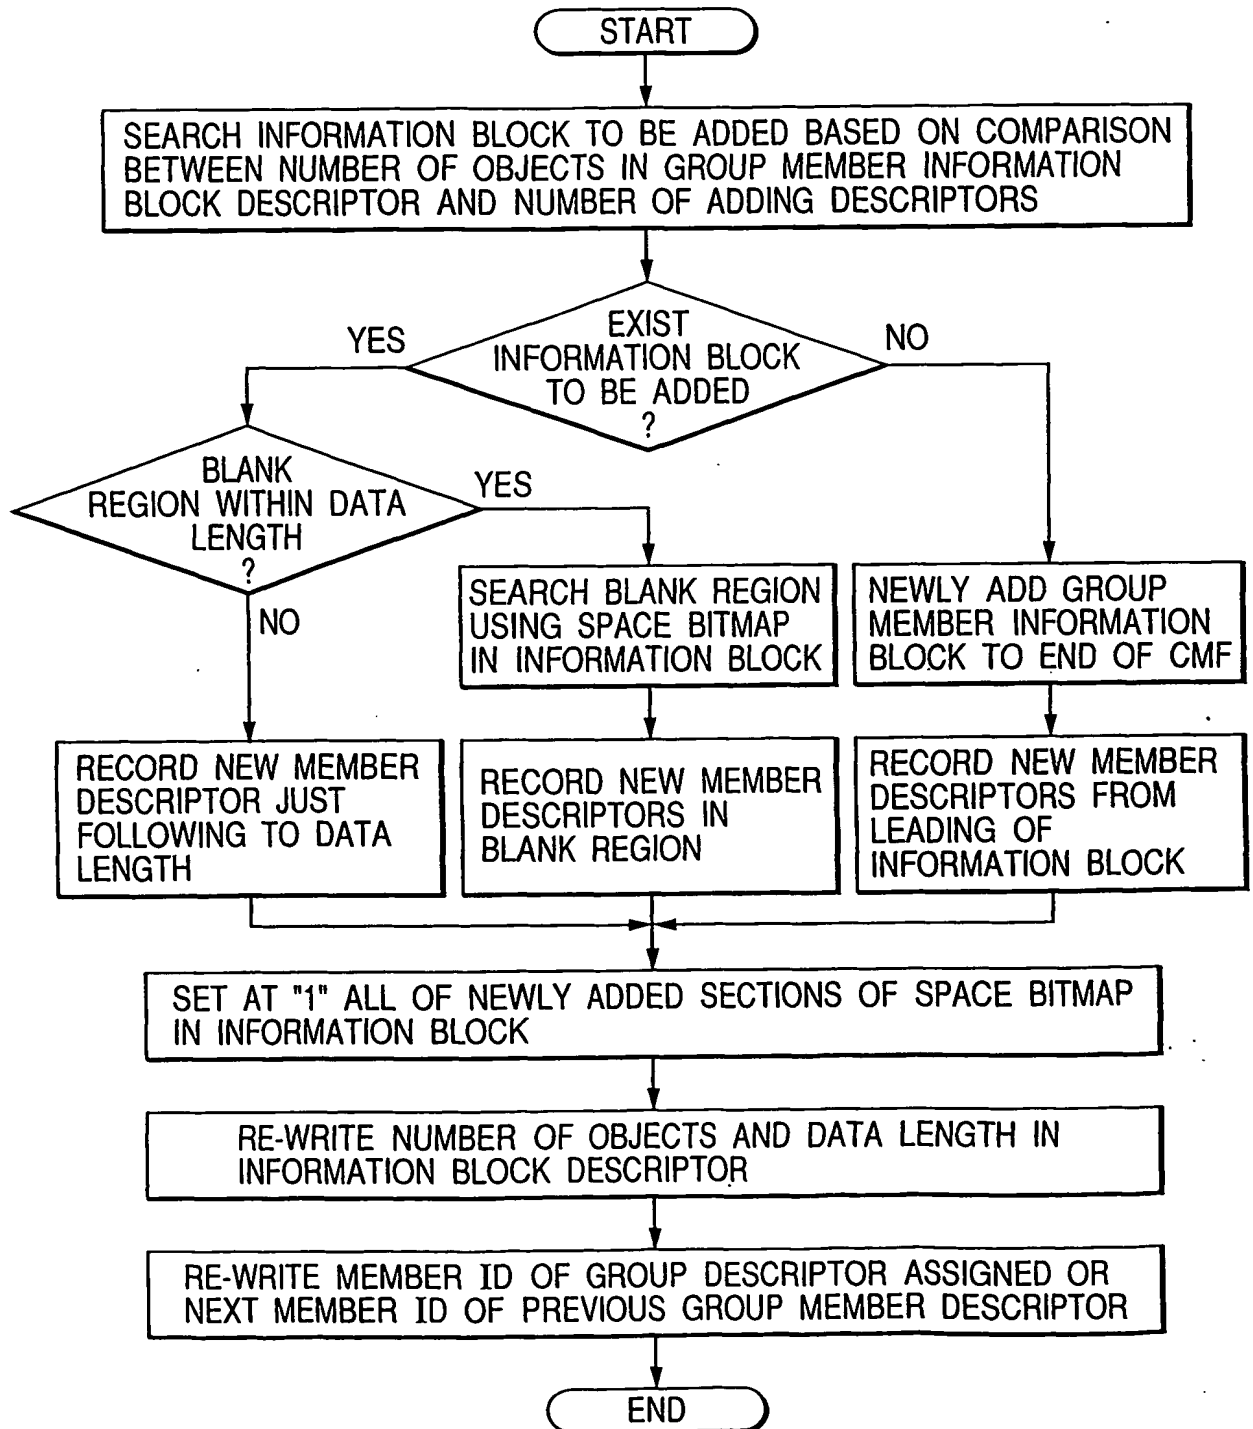 START
SEARCH INFORMATION BLOCK TO BE ADDED BASED ON COMPARISON
BETWEEN NUMBER OF OBJECTS IN GROUP MEMBER INFORMATION
BLOCK DESCRIPTOR AND NUMBER OF ADDING DESCRIPTORS
EXIST
INFORMATION BLOCK
TO BE ADDED
?
YES
NO
BLANK
REGION WITHIN DATA
LENGTH
?
YES
NO
SEARCH BLANK REGION
USING SPACE BITMAP
IN INFORMATION BLOCK
NEWLY ADD GROUP
MEMBER INFORMATION
BLOCK TO END OF CMF
RECORD NEW MEMBER
DESCRIPTOR JUST
FOLLOWING TO DATA
LENGTH
RECORD NEW MEMBER
DESCRIPTORS IN
BLANK REGION
RECORD NEW MEMBER
DESCRIPTORS FROM
LEADING OF
INFORMATION BLOCK
SET AT "1" ALL OF NEWLY ADDED SECTIONS OF SPACE BITMAP
IN INFORMATION BLOCK
RE-WRITE NUMBER OF OBJECTS AND DATA LENGTH IN
INFORMATION BLOCK DESCRIPTOR
RE-WRITE MEMBER ID OF GROUP DESCRIPTOR ASSIGNED OR
NEXT MEMBER ID OF PREVIOUS GROUP MEMBER DESCRIPTOR
END